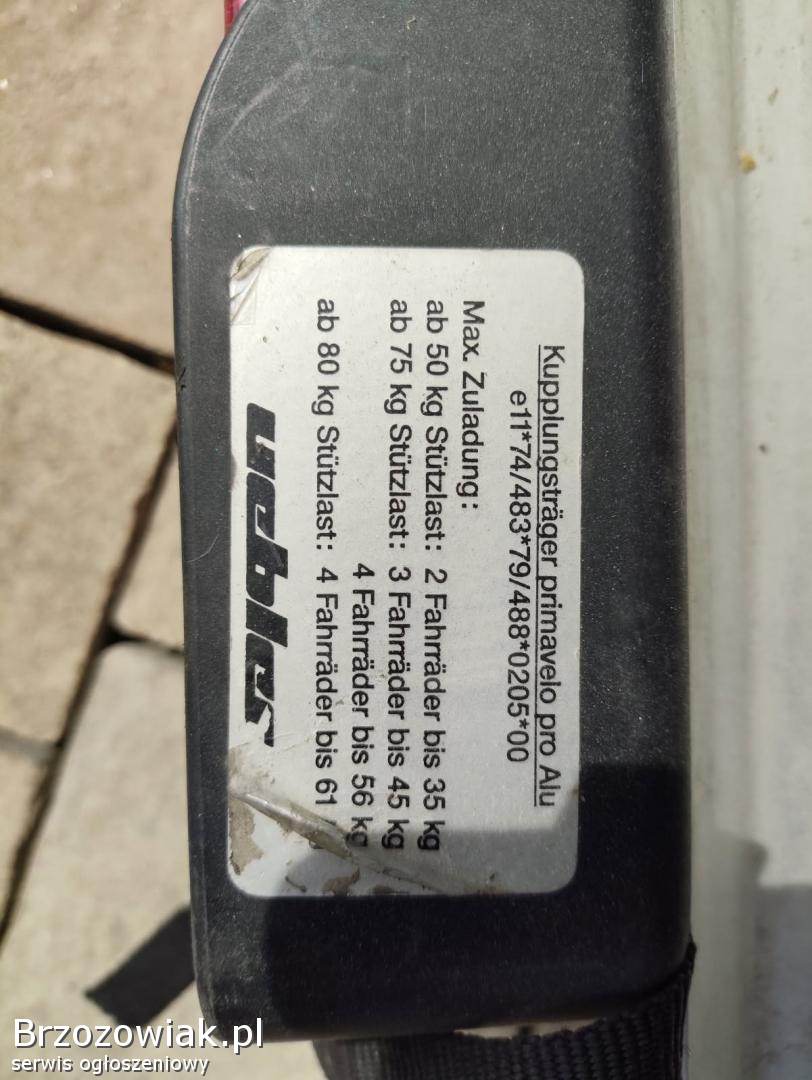 Kupplungsträger primavelo pro Alu
e11*74/483*79/488*0205*00
Max. Zuladung:
ab 50 kg Stützlast: 2 Fahrräder bis 35 kg
ab 75 kg Stützlast: 3 Fahrräder bis 45 kg
4 Fahrräder bis 56 kg
ab 80 kg Stützlast: 4 Fahrräder bis 61
uebler
Brzozowiak.pl
serwis ogłoszeniowy